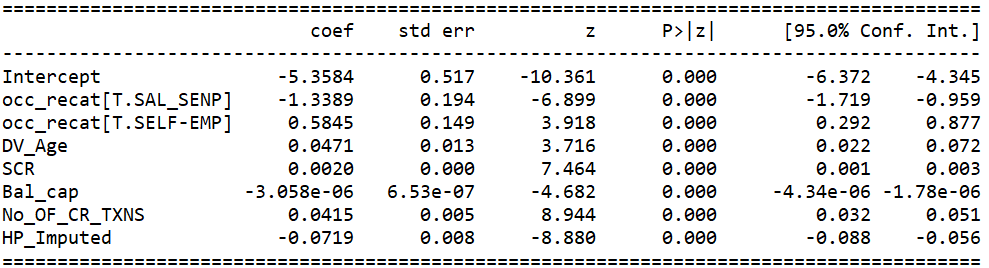 coef std err z P>|z| [95.0% Conf. Int.]
Intercept -5.3584 0.517 -10.361 0.000 -6.372 -4.345
occ_recat[T.SAL_SENP] -1.3389 0.194 -6.899 0.000 -1.719 -0.959
occ_recat[T.SELF-EMP] 0.5845 0.149 3.918 0.000 0.292 0.877
DV_Age 0.0471 0.013 3.716 0.000 0.022 0.072
SCR 0.0020 0.000 7.464 0.000 0.001 0.003
Bal_cap -3.058e-06 6.53e-07 -4.682 0.000 -4.34e-06 -1.78e-06
No_OF_CR_TXNS 0.0415 0.005 8.944 0.000 0.032 0.051
HP_Imputed -0.0719 0.008 -8.880 0.000 -0.088 -0.056